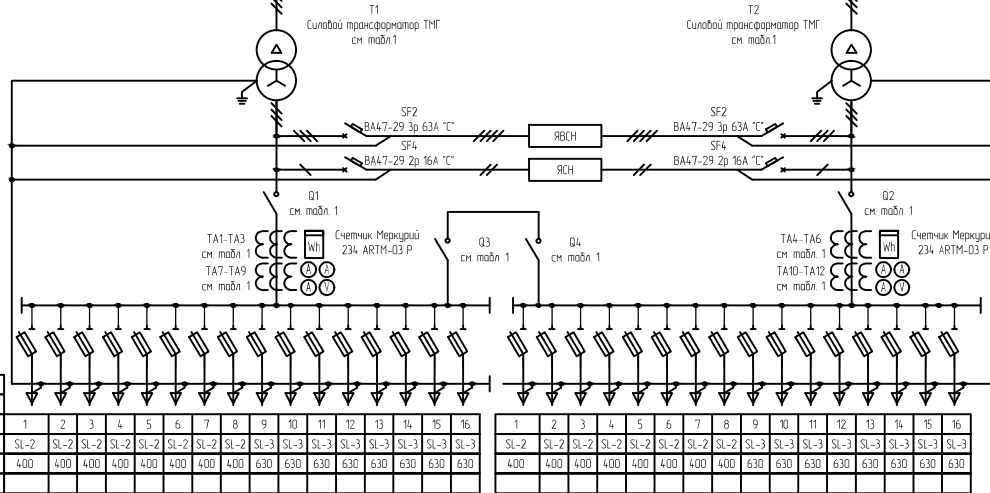 T1
Силовой трансформатор ТМГ
см. табл.1
T2
Силовой трансформатор ТМГ
см. табл.1
SF2
ВА47-29 3р 63А "С"
ЯВСН
SF2
ВА47-29 3р 63А "С"
SF4
ВА47-29 2р 16А "С"
ЯСН
SF4
ВА47-29 2р 16А "С"
Q1
см. табл. 1
Q2
см. табл. 1
TA1-TA3
см. табл. 1
Wh
Счетчик Меркурий
234 ARTM-03 P
TA7-TA9
см. табл. 1
A A
A V
Q3
см. табл. 1
Q4
см. табл. 1
TA4-TA6
см. табл. 1
Wh
Счетчик Меркури
234 ARTM-03 P
TA10-TA12
см. табл. 1
A A
A V
1 2 3 4 5 6 7 8 9 10 11 12 13 14 15 16
SL-2 SL-2 SL-2 SL-2 SL-2 SL-2 SL-2 SL-2 SL-3 SL-3 SL-3 SL-3 SL-3 SL-3 SL-3 SL-3
400 400 400 400 400 400 400 400 630 630 630 630 630 630 630 630
1 2 3 4 5 6 7 8 9 10 11 12 13 14 15 16
SL-2 SL-2 SL-2 SL-2 SL-2 SL-2 SL-2 SL-2 SL-3 SL-3 SL-3 SL-3 SL-3 SL-3 SL-3 SL-3
400 400 400 400 400 400 400 400 630 630 630 630 630 630 630 630